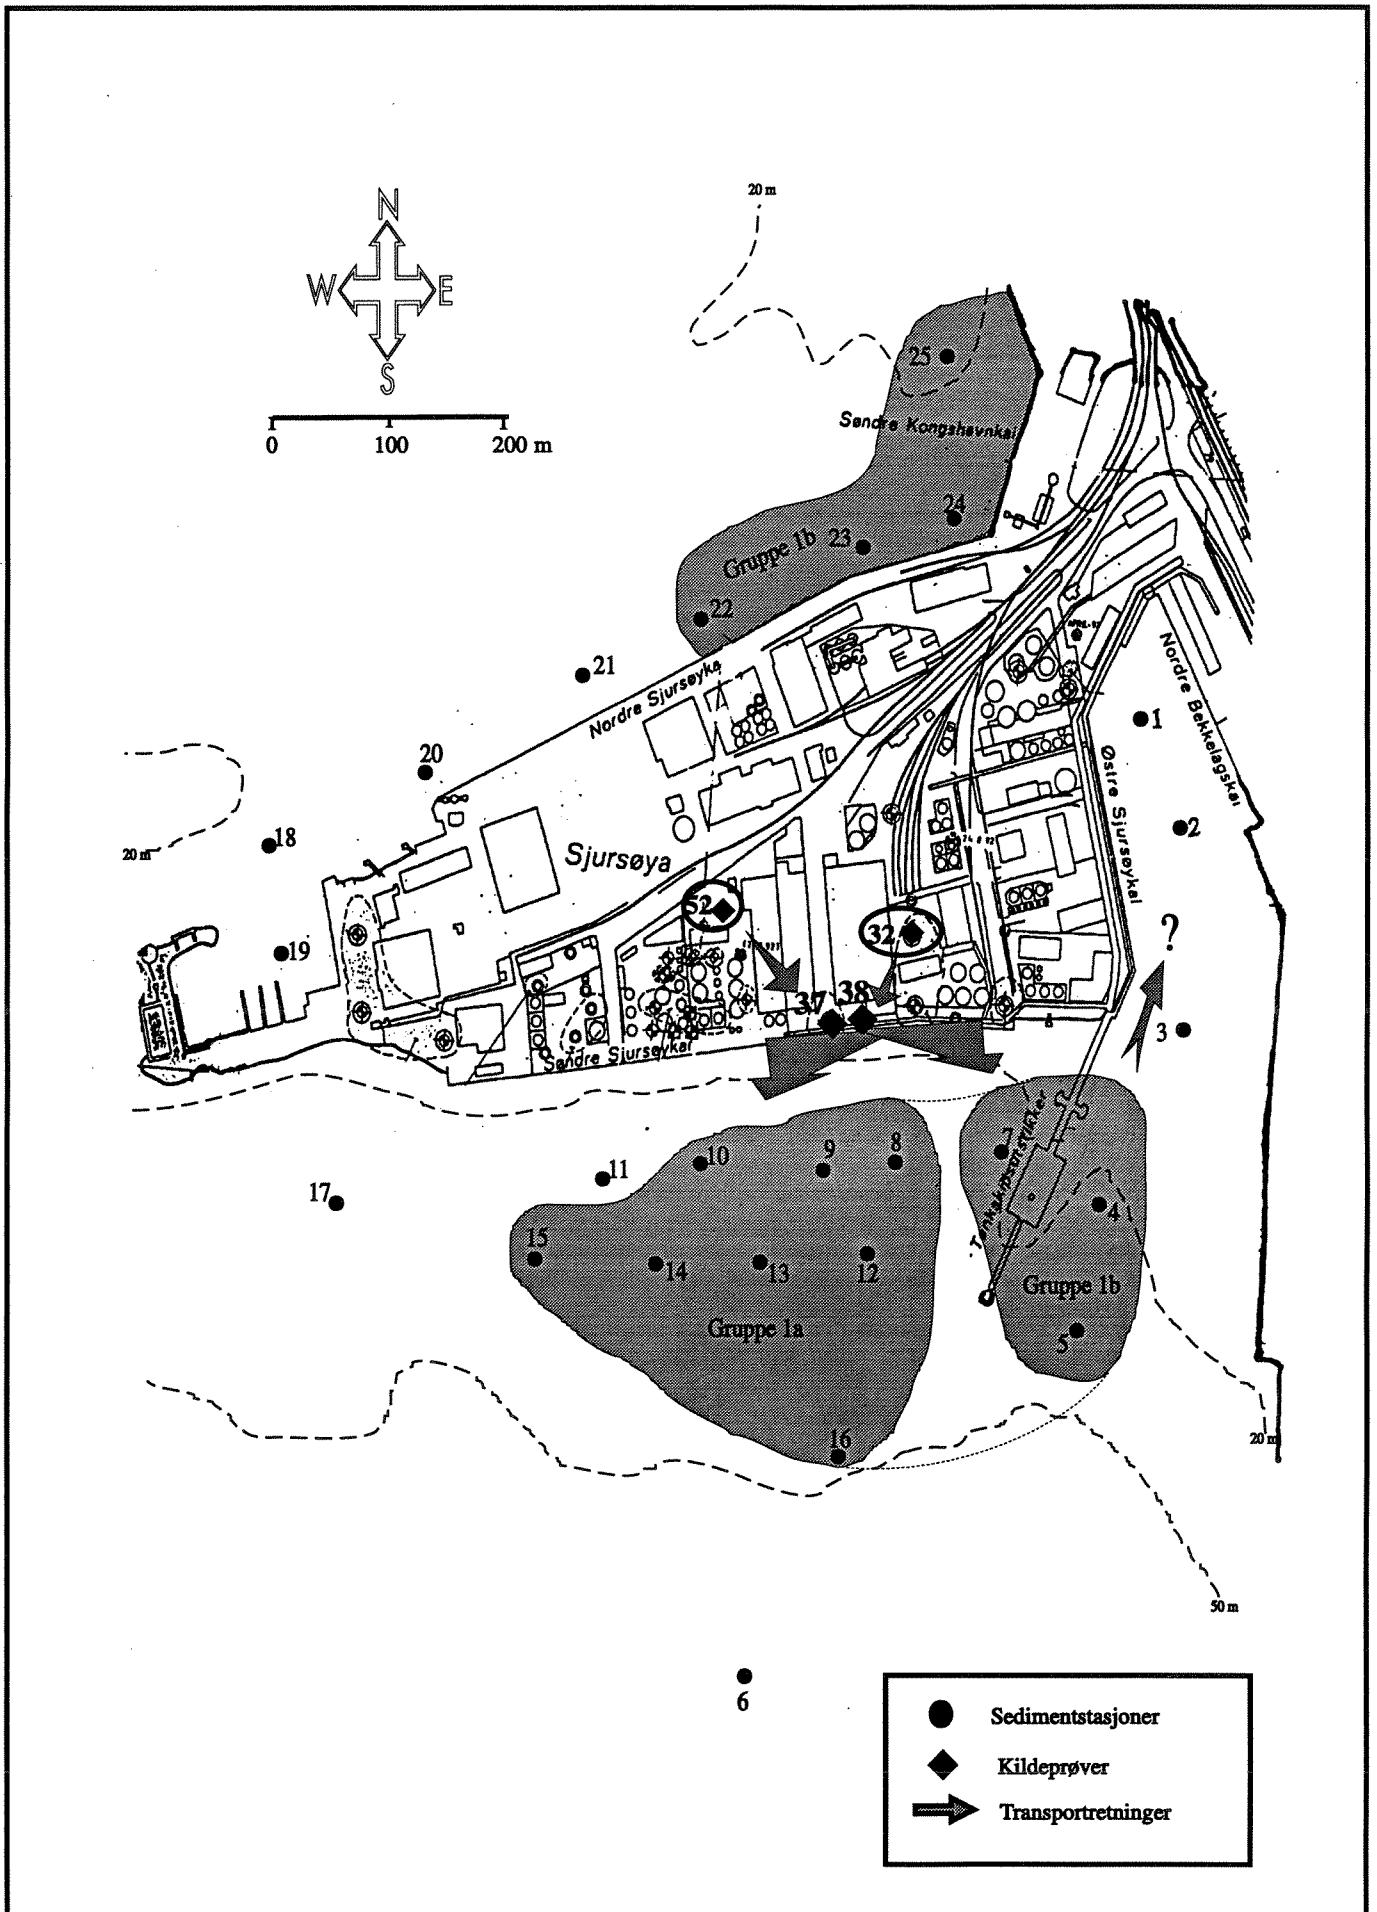 20 m
N
W E
S
0 100 200 m
25
Søndre Kongshavnkai
24
23
Gruppe 1b
22
21
Nordre Sjursøyka
Nordre Bekkelagskai
1
20
Østre Sjursøykai
2
18
20 m
Sjursøya
52
32
?
19
37 38
3
Søndre Sjursøykai
7
Tankskipsanstikker
10 9 8
11
17
4
15
14 13 12
Gruppe 1b
Gruppe 1a
5
16
20 m
50 m
6
Sedimentstasjoner
Kildeprøver
Transportretninger